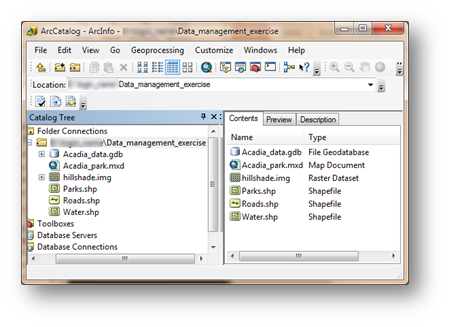 ArcCatalog - ArcInfo - \Data_management_exercise
File Edit View Go Geoprocessing Customize Windows Help
Location: Data_management_exercise
Catalog Tree
Folder Connections
\Data_management_exercise
Acadia_data.gdb
Acadia_park.mxd
hillshade.img
Parks.shp
Roads.shp
Water.shp
Toolboxes
Database Servers
Database Connections
Contents Preview Description
Name Type
Acadia_data.gdb File Geodatabase
Acadia_park.mxd Map Document
hillshade.img Raster Dataset
Parks.shp Shapefile
Roads.shp Shapefile
Water.shp Shapefile